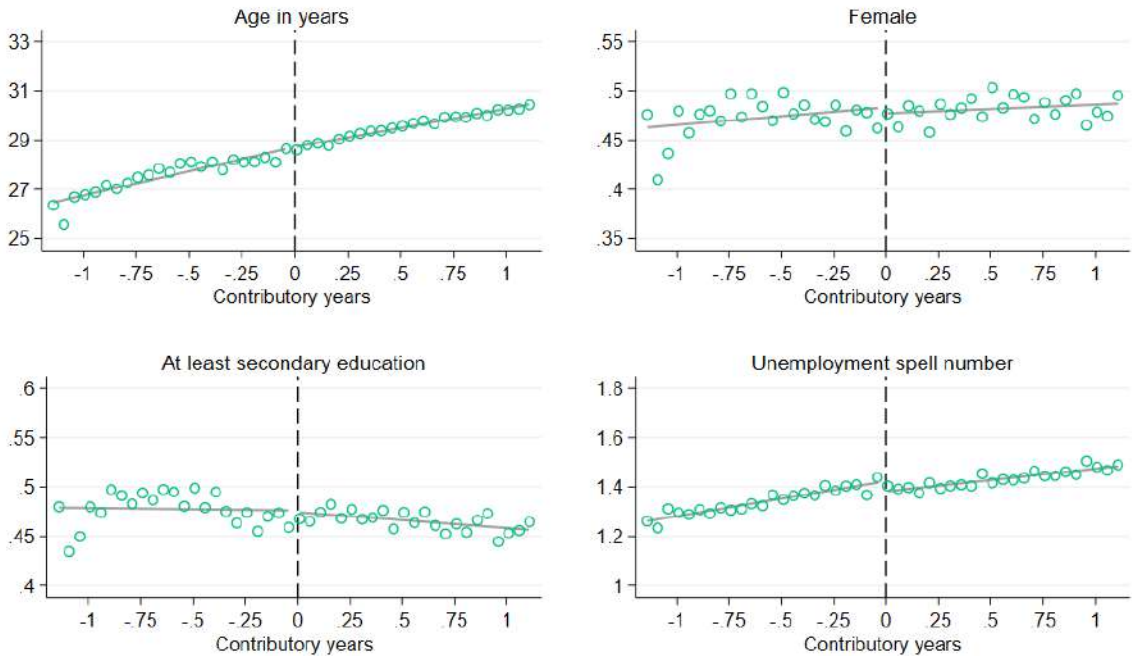 Age in years
33
31
29
27
25
-1 -.75 -.5 -.25 0 .25 .5 .75 1
Contributory years
Female
.55
.5
.45
.4
.35
-1 -.75 -.5 -.25 0 .25 .5 .75 1
Contributory years
At least secondary education
.6
.55
.5
.45
.4
-1 -.75 -.5 -.25 0 .25 .5 .75 1
Contributory years
Unemployment spell number
1.8
1.6
1.4
1.2
1
-1 -.75 -.5 -.25 0 .25 .5 .75 1
Contributory years